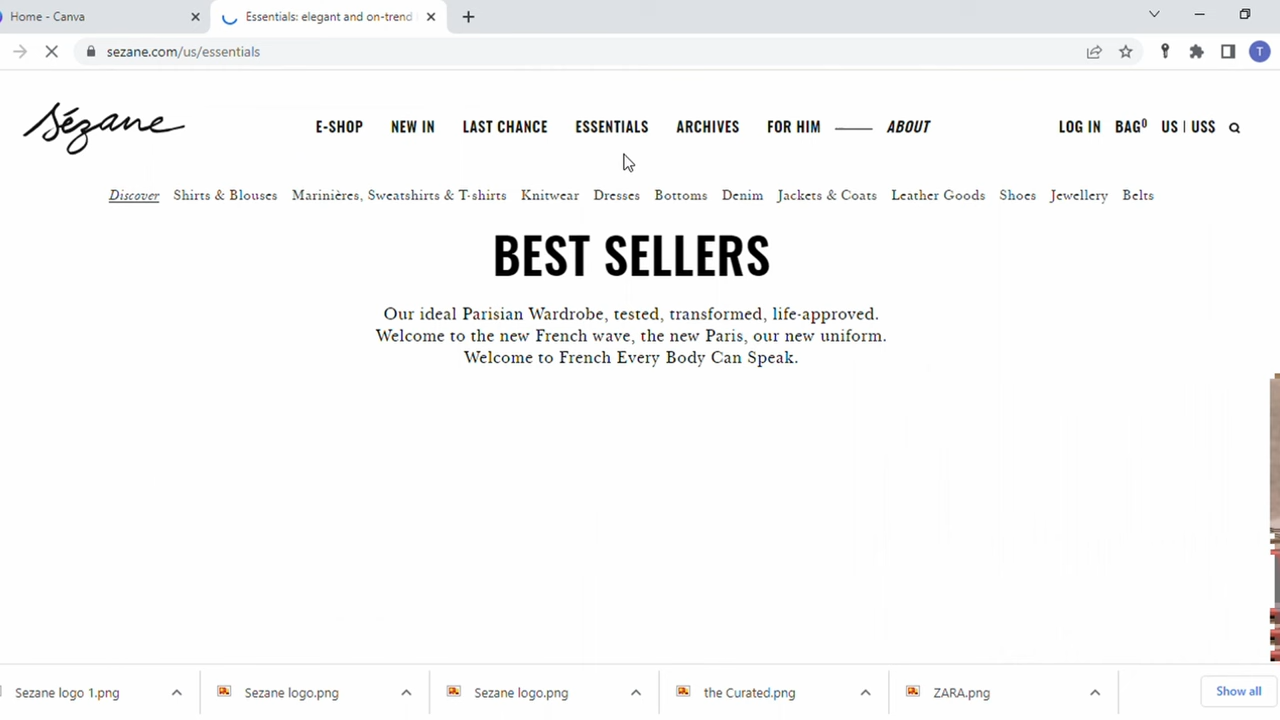 Home - Canva
Essentials: elegant and on-trend
sezane.com/us/essentials
T
Sézane
E-SHOP NEW IN LAST CHANCE ESSENTIALS ARCHIVES FOR HIM ABOUT LOG IN BAG0 US | US$
Discover Shirts & Blouses Marinières, Sweatshirts & T-shirts Knitwear Dresses Bottoms Denim Jackets & Coats Leather Goods Shoes Jewellery Belts
BEST SELLERS
Our ideal Parisian Wardrobe, tested, transformed, life-approved.
Welcome to the new French wave, the new Paris, our new uniform.
Welcome to French Every Body Can Speak.
Sezane logo 1.png Sezane logo.png Sezane logo.png the Curated.png ZARA.png Show all